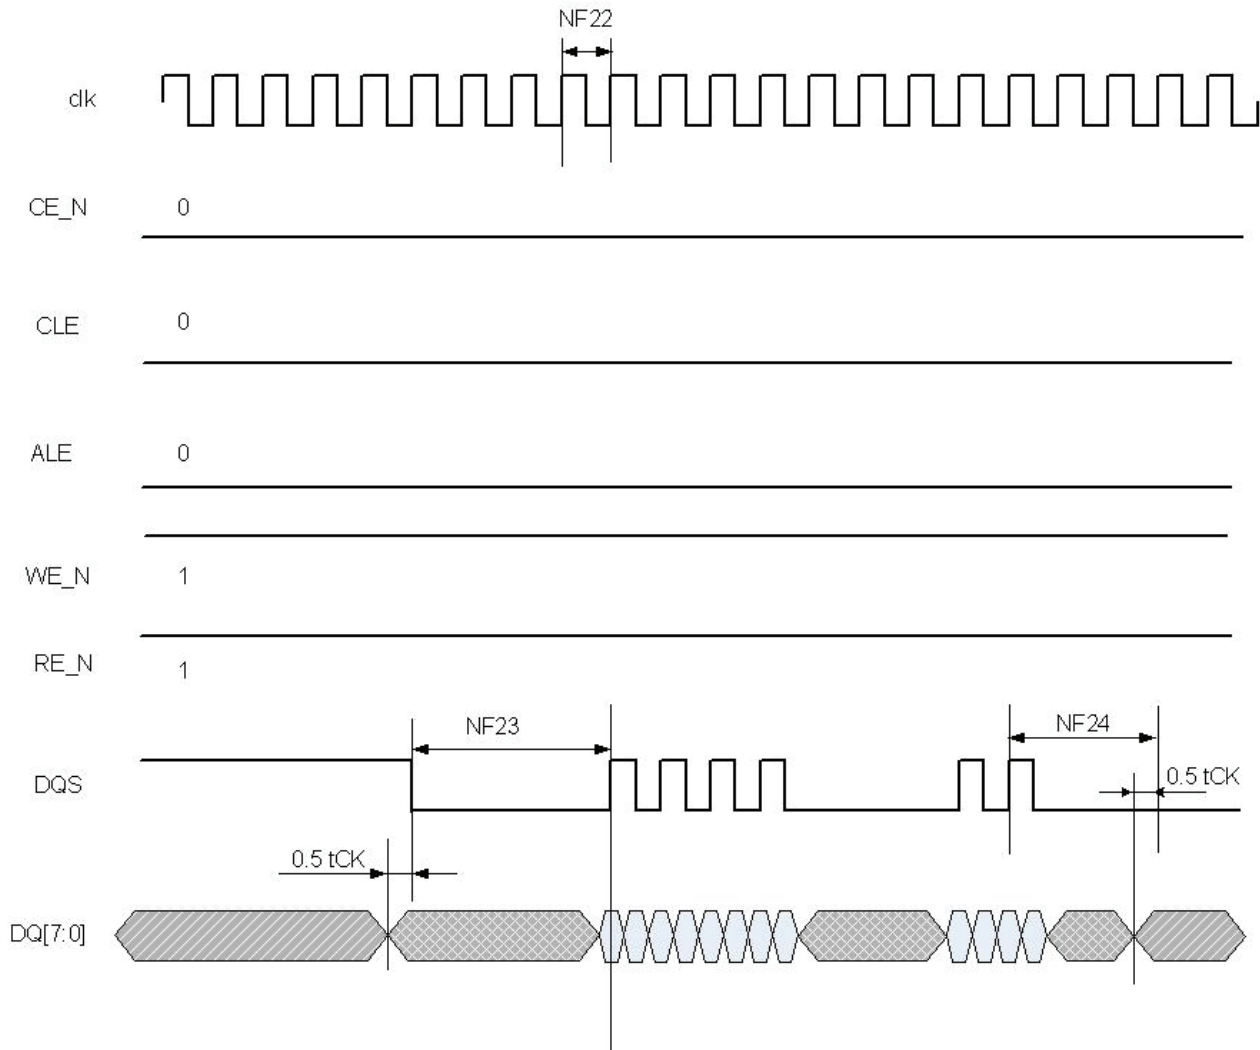 NF22
clk
CE_N 0
CLE 0
ALE 0
WE_N 1
RE_N 1
NF23 NF24
DQS 0.5 tCK
0.5 tCK
DQ[7:0]